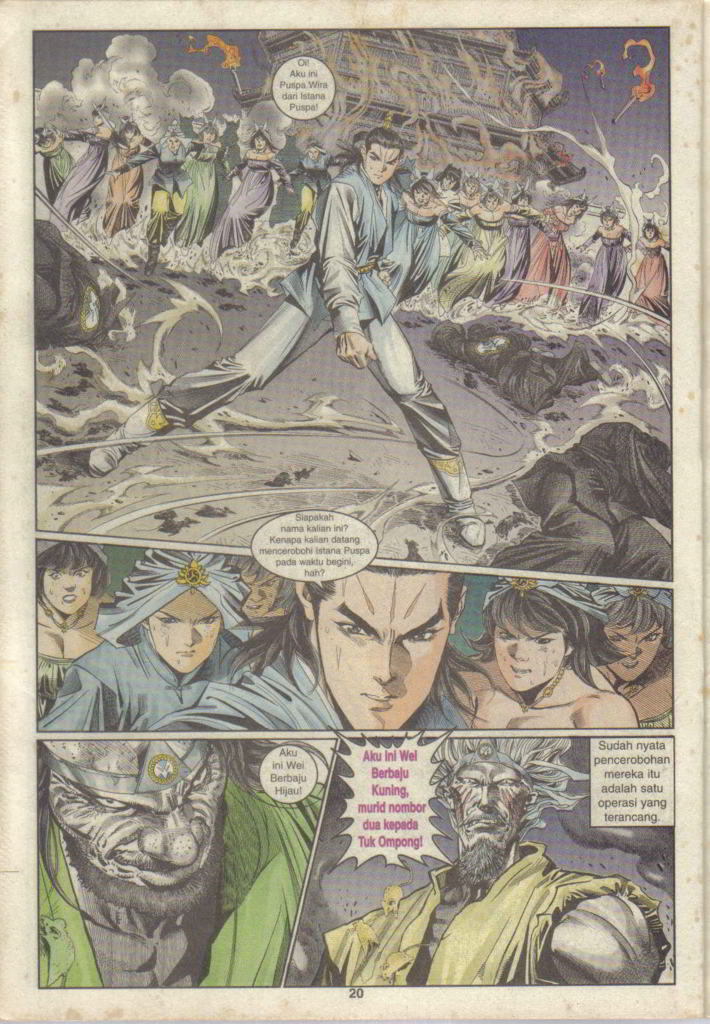 Oi!
Aku ini
Puspa Wira
dari Istana
Puspa!
Siapakah
nama kalian ini?
Kenapa kalian datang
mencerobohi Istana Puspa
pada waktu begini,
hah?
Aku
ini Wei
Berbaju
Hijau!
Aku ini Wei
Berbaju
Kuning,
murid nombor
dua kepada
Tuk Ompong!
Sudah nyata
pencerobohan
mereka itu
adalah satu
operasi yang
terancang.
20